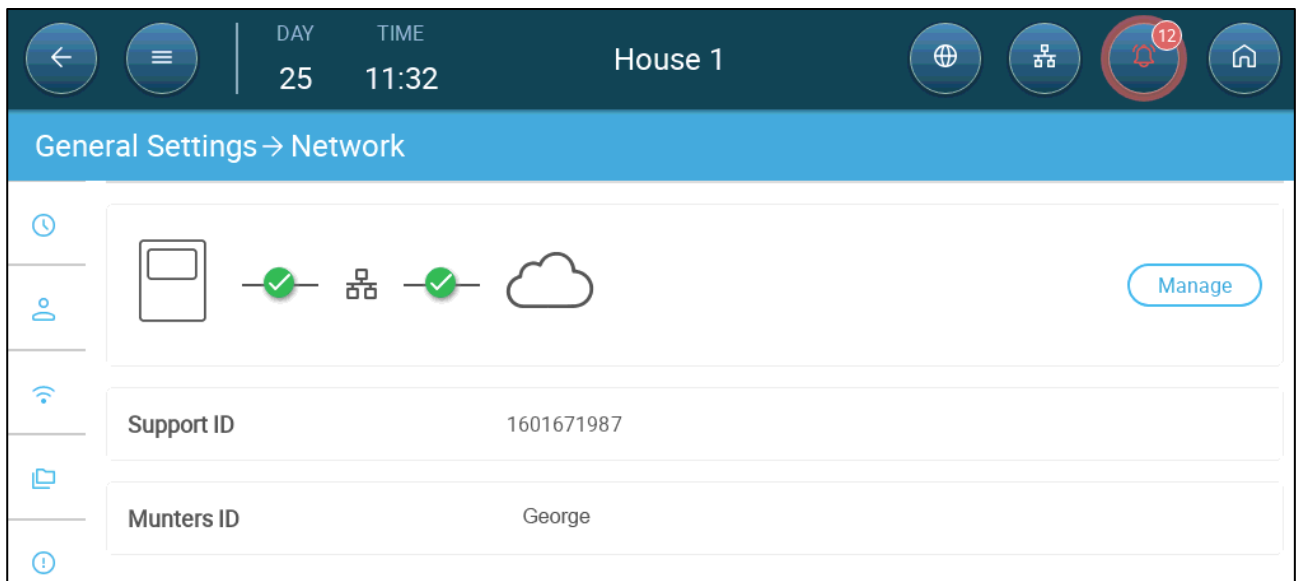 DAY TIME
25 11:32
House 1
12
General Settings → Network
Manage
Support ID 1601671987
Munters ID George